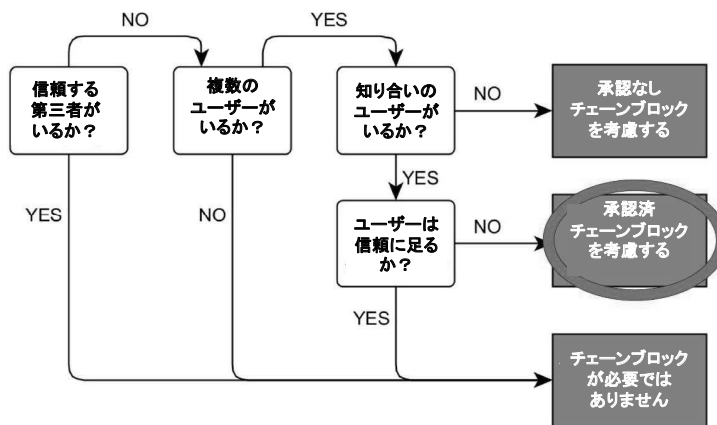 NO
YES
信頼する
第三者が
いるか？
複数の
ユーザーが
いるか？
知り合いの
ユーザーが
いるか？
NO
承認なし
チェーンブロック
を考慮する
YES
YES
NO
ユーザーは
信頼に足る
か？
NO
承認済
チェーンブロック
を考慮する
YES
チェーンブロック
が必要では
ありません